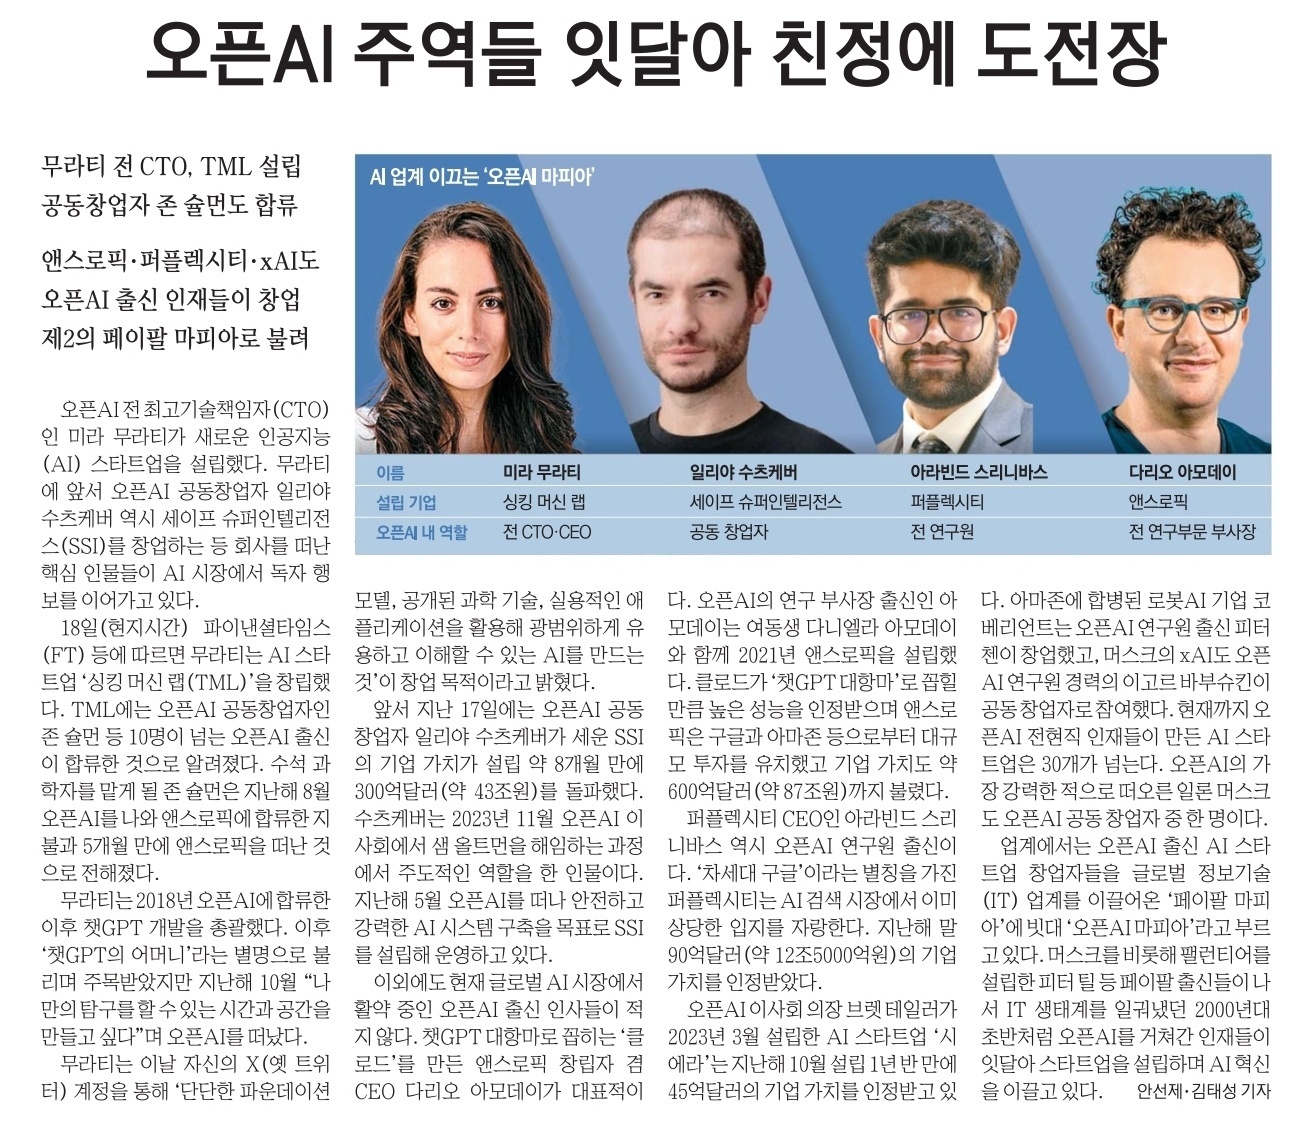 오픈AI 주역들 잇달아 친정에 도전장
무라티 전 CTO, TML 설립
공동창업자 존 슐먼도 합류
앤스로픽·퍼플렉시티·xAI도
오픈AI 출신 인재들이 창업
제2의 페이팔 마피아로 불려
AI 업계 이끄는 ‘오픈AI 마피아’
이름 미라 무라티 일리야 수츠케버 아라빈드 스리니바스 다리오 아모데이
설립 기업 싱킹 머신 랩 세이프 슈퍼인텔리전스 퍼플렉시티 앤스로픽
오픈AI 내 역할 전 CTO·CEO 공동 창업자 전 연구원 전 연구부문 부사장
오픈AI 전 최고기술책임자(CTO)
인 미라 무라티가 새로운 인공지능
(AI) 스타트업을 설립했다. 무라티
에 앞서 오픈AI 공동창업자 일리야
수츠케버 역시 세이프 슈퍼인텔리전
스(SSI)를 창업하는 등 회사를 떠난
핵심 인물들이 AI 시장에서 독자 행
보를 이어가고 있다.
18일(현지시간) 파이낸셜타임스
(FT) 등에 따르면 무라티는 AI 스타
트업 ‘싱킹 머신 랩(TML)’을 창립했
다. TML에는 오픈AI 공동창업자인
존 슐먼 등 10명이 넘는 오픈AI 출신
이 합류한 것으로 알려졌다. 수석 과
학자를 맡게 될 존 슐먼은 지난해 8월
오픈AI를 나와 앤스로픽에 합류한 지
불과 5개월 만에 앤스로픽을 떠난 것
으로 전해졌다.
무라티는 2018년 오픈AI에 합류한
이후 챗GPT 개발을 총괄했다. 이후
‘챗GPT의 어머니’라는 별명으로 불
리며 주목받았지만 지난해 10월 “나
만의 탐구를 할 수 있는 시간과 공간을
만들고 싶다”며 오픈AI를 떠났다.
무라티는 이날 자신의 X(옛 트위
터) 계정을 통해 ‘단단한 파운데이션
모델, 공개된 과학 기술, 실용적인 애
플리케이션을 활용해 광범위하게 유
용하고 이해할 수 있는 AI를 만드는
것’이 창업 목적이라고 밝혔다.
앞서 지난 17일에는 오픈AI 공동
창업자 일리야 수츠케버가 세운 SSI
의 기업 가치가 설립 약 8개월 만에
300억달러(약 43조원)를 돌파했다.
수츠케버는 2023년 11월 오픈AI 이
사회에서 샘 올트먼을 해임하는 과정
에서 주도적인 역할을 한 인물이다.
지난해 5월 오픈AI를 떠나 안전하고
강력한 AI 시스템 구축을 목표로 SSI
를 설립해 운영하고 있다.
이외에도 현재 글로벌 AI 시장에서
활약 중인 오픈AI 출신 인사들이 적
지 않다. 챗GPT 대항마로 꼽히는 ‘클
로드’를 만든 앤스로픽 창립자 겸
CEO 다리오 아모데이가 대표적이
다. 오픈AI의 연구 부사장 출신인 아
모데이는 여동생 다니엘라 아모데이
와 함께 2021년 앤스로픽을 설립했
다. 클로드가 ‘챗GPT 대항마’로 꼽힐
만큼 높은 성능을 인정받으며 앤스로
픽은 구글과 아마존 등으로부터 대규
모 투자를 유치했고 기업 가치도 약
600억달러(약 87조원)까지 불렸다.
퍼플렉시티 CEO인 아라빈드 스리
니바스 역시 오픈AI 연구원 출신이
다. ‘차세대 구글’이라는 별칭을 가진
퍼플렉시티는 AI 검색 시장에서 이미
상당한 입지를 자랑한다. 지난해 말
90억달러(약 12조5000억원)의 기업
가치를 인정받았다.
오픈AI 이사회 의장 브렛 테일러가
2023년 3월 설립한 AI 스타트업 ‘시
에라’는 지난해 10월 설립 1년 반 만에
45억달러의 기업 가치를 인정받고 있
다. 아마존에 합병된 로봇AI 기업 코
베리언트는 오픈AI 연구원 출신 피터
첸이 창업했고, 머스크의 xAI도 오픈
AI 연구원 경력의 이고르 바부슈킨이
공동 창업자로 참여했다. 현재까지 오
픈AI 전현직 인재들이 만든 AI 스타
트업은 30개가 넘는다. 오픈AI의 가
장 강력한 적으로 떠오른 일론 머스크
도 오픈AI 공동 창업자 중 한 명이다.
업계에서는 오픈AI 출신 AI 스타
트업 창업자들을 글로벌 정보기술
(IT) 업계를 이끌어온 ‘페이팔 마피
아’에 빗대 ‘오픈AI 마피아’라고 부르
고 있다. 머스크를 비롯해 팰런티어를
설립한 피터 틸 등 페이팔 출신들이 나
서 IT 생태계를 일궈냈던 2000년대
초반처럼 오픈AI를 거쳐간 인재들이
잇달아 스타트업을 설립하며 AI 혁신
을 이끌고 있다. 안선제·김태성 기자